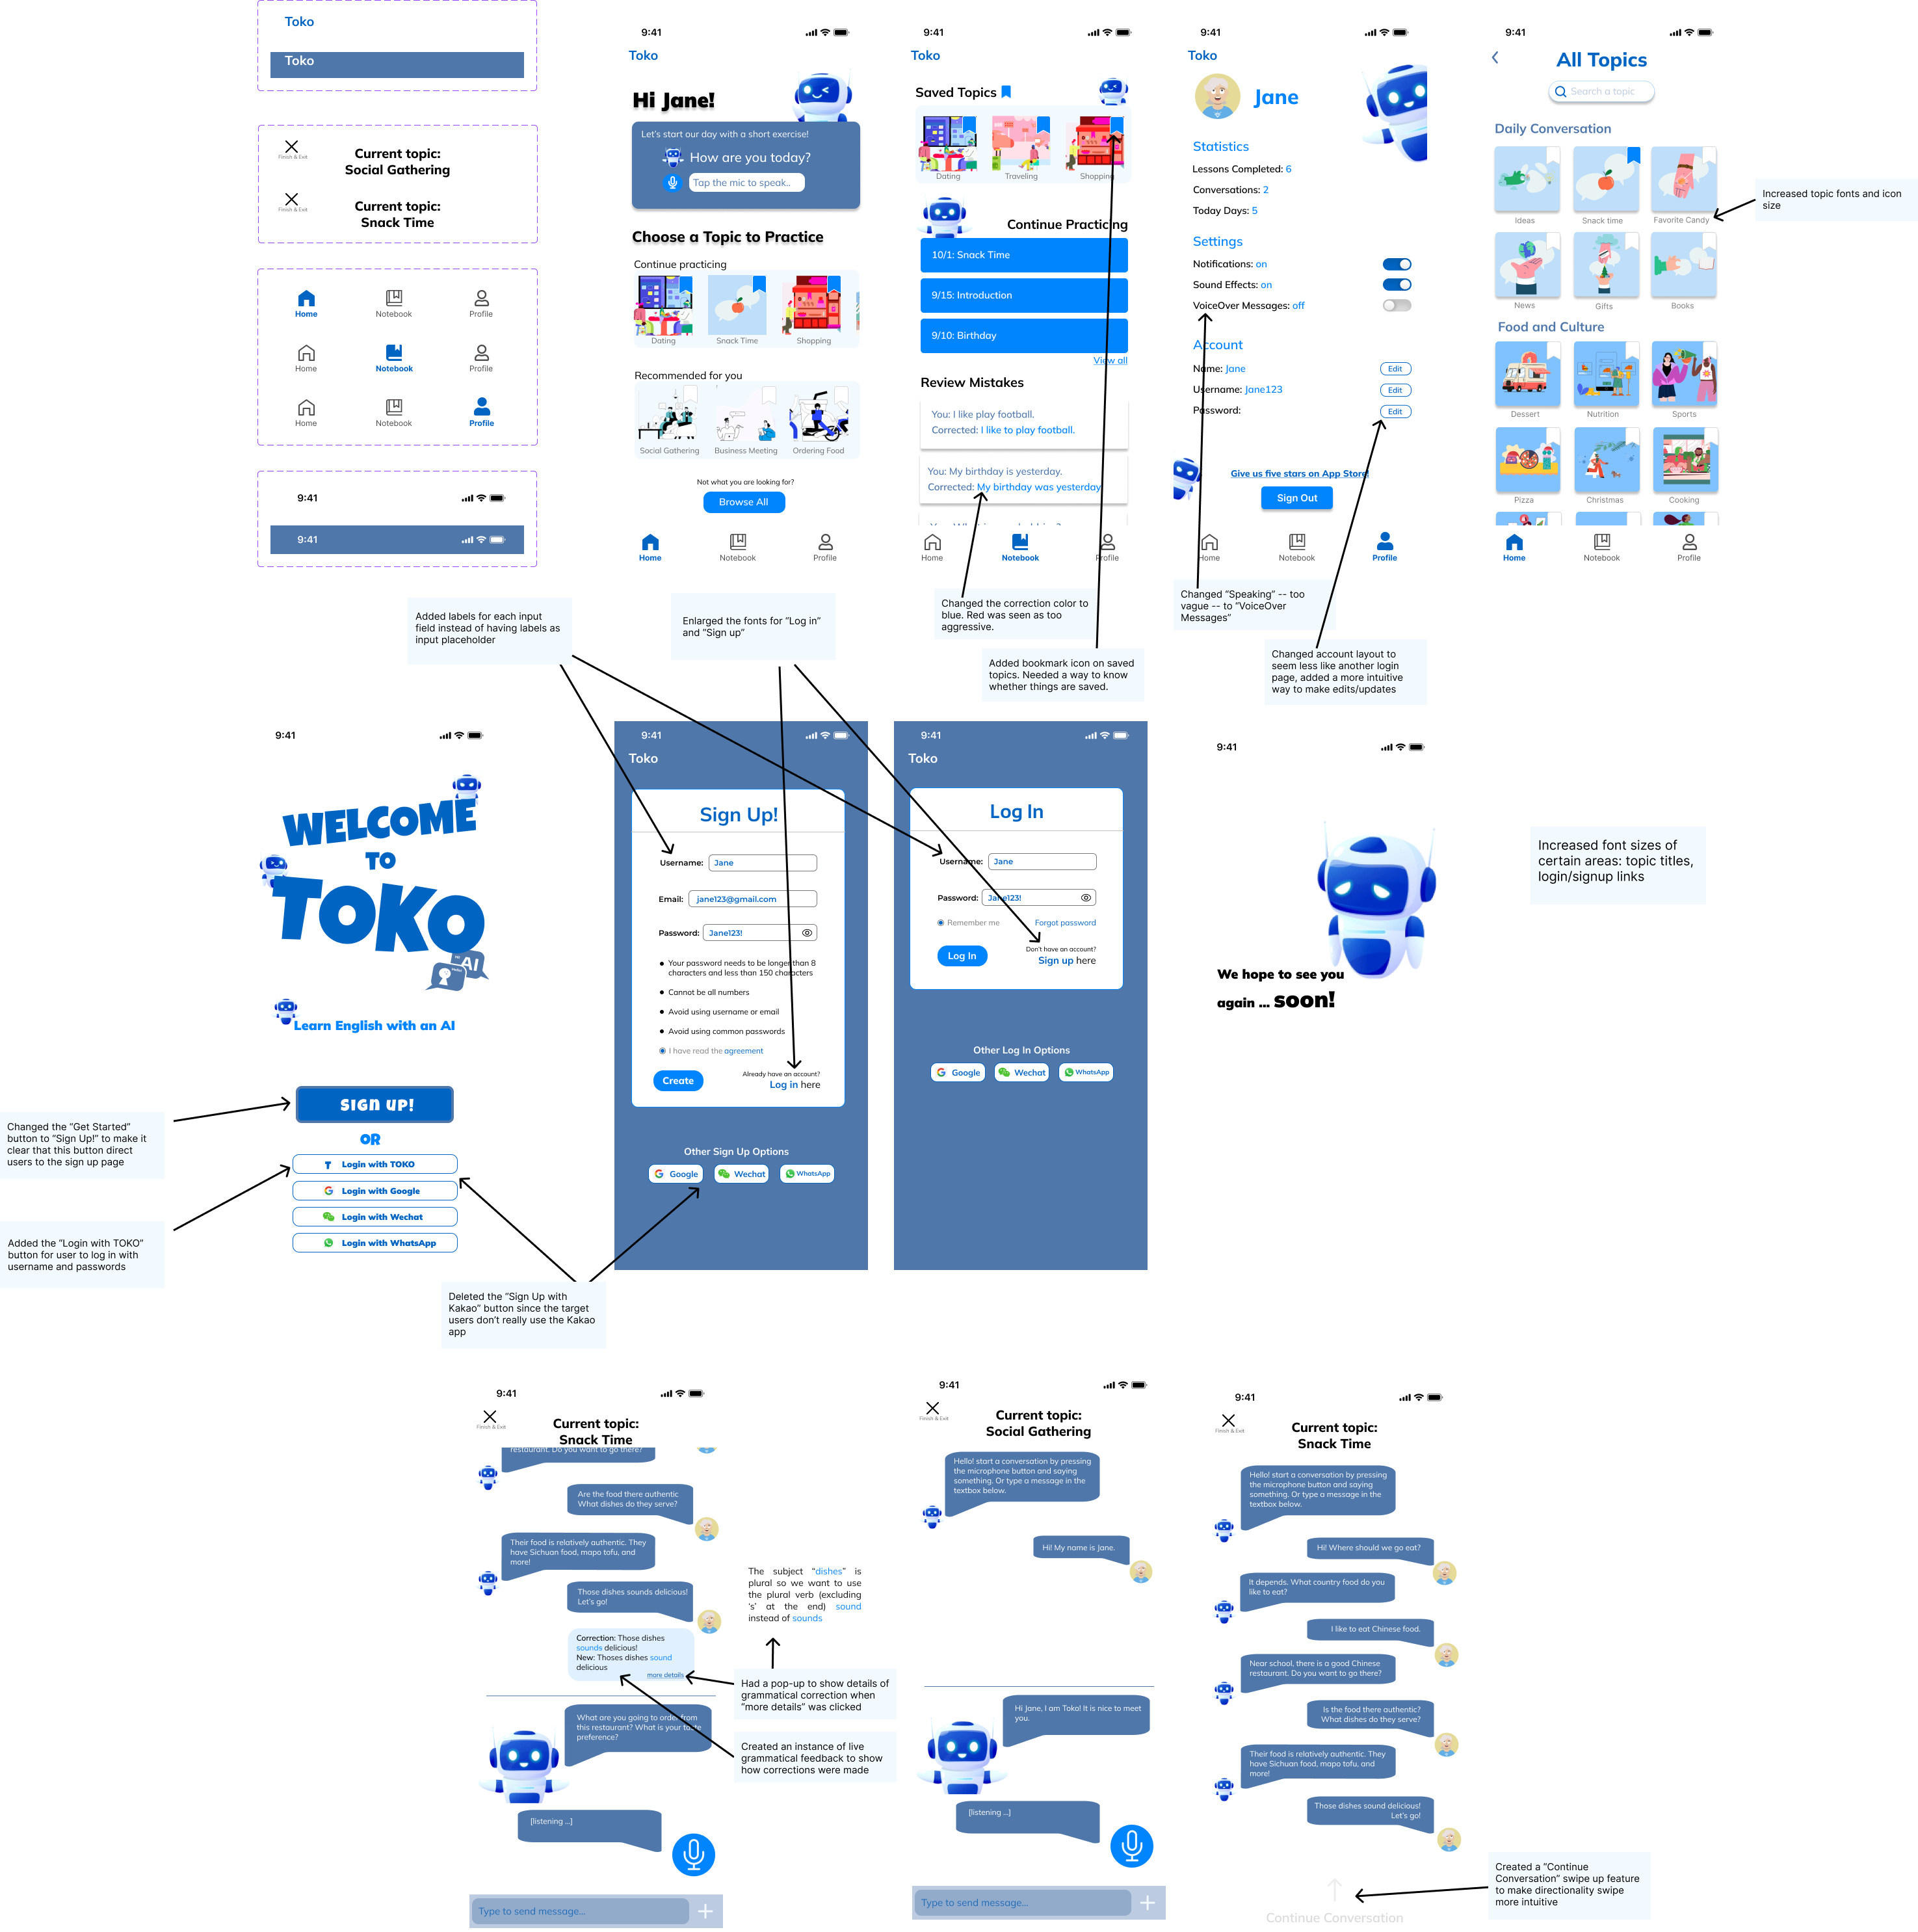 Toko
Toko
Finish & Exit
Current topic:
Social Gathering
Finish & Exit
Current topic:
Snack Time
Home
Notebook
Profile
Home
Notebook
Profile
Home
Notebook
Profile
9:41
9:41
9:41
Toko
Hi Jane!
Let's start our day with a short exercise!
How are you today?
Tap the mic to speak..
Choose a Topic to Practice
Continue practicing
Dating
Snack Time
Shopping
Recommended for you
Social Gathering
Business Meeting
Ordering Food
Not what you are looking for?
Browse All
Home
Notebook
Profile
9:41
Toko
Saved Topics
Dating
Traveling
Shopping
Continue Practicing
10/1: Snack Time
9/15: Introduction
9/10: Birthday
View all
Review Mistakes
You: I like play football.
Corrected: I like to play football.
You: My birthday is yesterday.
Corrected: My birthday was yesterday
Home
Notebook
Profile
9:41
Toko
Jane
Statistics
Lessons Completed: 6
Conversations: 2
Today Days: 5
Settings
Notifications: on
Sound Effects: on
VoiceOver Messages: off
Account
Name: Jane
Edit
Username: Jane123
Edit
Password:
Edit
Give us five stars on App Store!
Sign Out
Home
Notebook
Profile
9:41
All Topics
Search a topic
Daily Conversation
Ideas
Snack time
Favorite Candy
News
Gifts
Books
Food and Culture
Dessert
Nutrition
Sports
Pizza
Christmas
Cooking
Home
Notebook
Profile
Increased topic fonts and icon
size
Added labels for each input
field instead of having labels as
input placeholder
Enlarged the fonts for "Log in"
and "Sign up"
Changed the correction color to
blue. Red was seen as too
aggressive.
Added bookmark icon on saved
topics. Needed a way to know
whether things are saved.
Changed "Speaking" -- too
vague -- to "VoiceOver
Messages"
Changed account layout to
seem less like another login
page, added a more intuitive
way to make edits/updates
9:41
WELCOME
TO
TOKO
Hi
AI
Learn English with an AI
SIGN UP!
OR
Login with TOKO
Login with Google
Login with Wechat
Login with WhatsApp
Changed the "Get Started"
button to "Sign Up!" to make it
clear that this button direct
users to the sign up page
Added the "Login with TOKO"
button for user to log in with
username and passwords
Deleted the "Sign Up with
Kakao" button since the target
users don't really use the Kakao
app
9:41
Toko
Sign Up!
Username: Jane
Email: jane123@gmail.com
Password: Jane123!
Your password needs to be longer than 8
characters and less than 150 characters
Cannot be all numbers
Avoid using username or email
Avoid using common passwords
I have read the agreement
Create
Already have an account?
Log in here
Other Sign Up Options
Google
Wechat
WhatsApp
9:41
Toko
Log In
Username: Jane
Password: Jane123!
Remember me
Forgot password
Log In
Don't have an account?
Sign up here
Other Log In Options
Google
Wechat
WhatsApp
9:41
We hope to see you
again ... soon!
Increased font sizes of
certain areas: topic titles,
login/signup links
9:41
Finish & Exit
Current topic:
Snack Time
restaurant. Do you want to go there?
Are the food there authentic
What dishes do they serve?
Their food is relatively authentic. They
have Sichuan food, mapo tofu, and
more!
Those dishes sounds delicious!
Let's go!
Correction: Those dishes
sounds delicious!
New: Thoses dishes sound
delicious
more details
What are you going to order from
this restaurant? What is your taste
preference?
[listening ...]
Type to send message...
The subject "dishes" is
plural so we want to use
the plural verb (excluding
's' at the end) sound
instead of sounds
Had a pop-up to show details of
grammatical correction when
"more details" was clicked
Created an instance of live
grammatical feedback to show
how corrections were made
9:41
Finish & Exit
Current topic:
Social Gathering
Hello! start a conversation by pressing
the microphone button and saying
something. Or type a message in the
textbox below.
Hi! My name is Jane.
Hi Jane, I am Toko! It is nice to meet
you.
[listening ...]
Type to send message...
9:41
Finish & Exit
Current topic:
Snack Time
Hello! start a conversation by pressing
the microphone button and saying
something. Or type a message in the
textbox below.
Hi! Where should we go eat?
It depends. What country food do you
like to eat?
I like to eat Chinese food.
Near school, there is a good Chinese
restaurant. Do you want to go there?
Is the food there authentic?
What dishes do they serve?
Their food is relatively authentic. They
have Sichuan food, mapo tofu, and
more!
Those dishes sound delicious!
Let's go!
Continue Conversation
Created a "Continue
Conversation" swipe up feature
to make directionality swipe
more intuitive